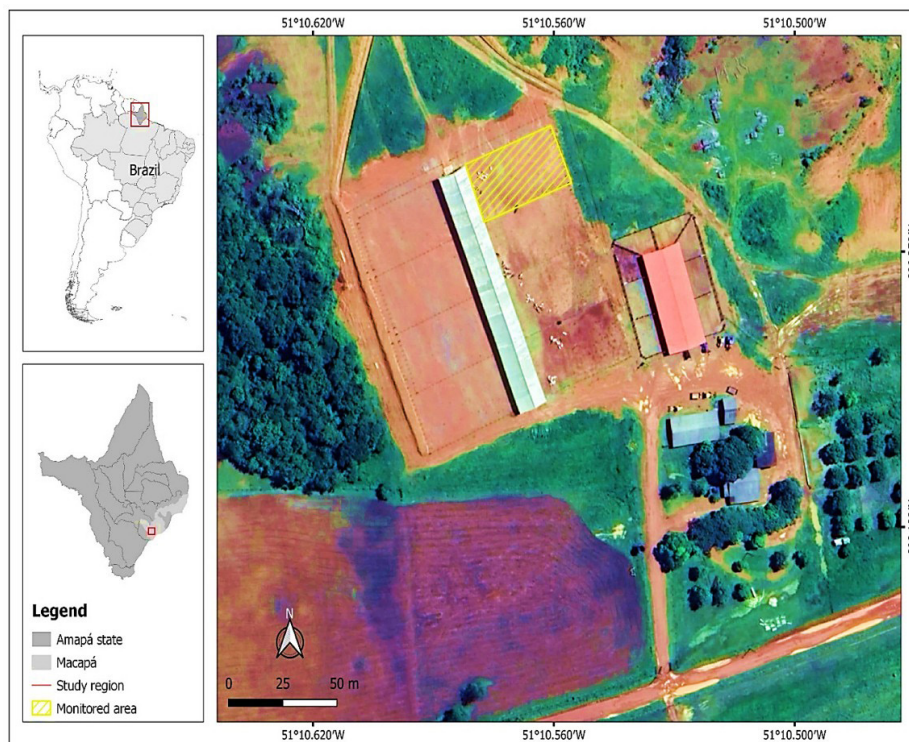 51°10.620'W 51°10.560'W 51°10.500'W
Brazil
Legend
Amapá state
Macapá
Study region
Monitored area
N
0 25 50 m
51°10.620'W 51°10.560'W 51°10.500'W